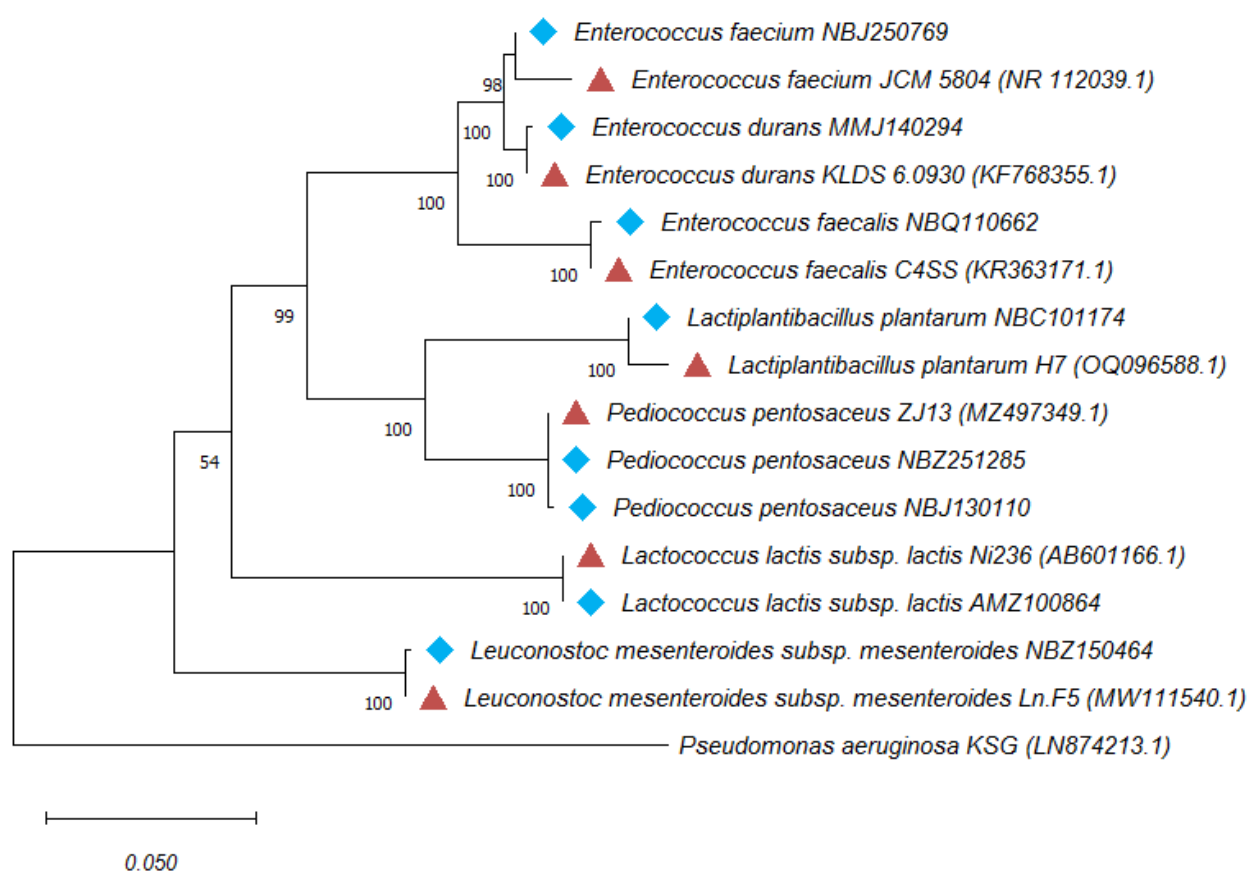 Enterococcus faecium NBJ250769
Enterococcus faecium JCM 5804 (NR 112039.1)
98
Enterococcus durans MMJ140294
100
Enterococcus durans KLDS 6.0930 (KF768355.1)
100
100
Enterococcus faecalis NBQ110662
Enterococcus faecalis C4SS (KR363171.1)
100
99
Lactiplantibacillus plantarum NBC101174
Lactiplantibacillus plantarum H7 (OQ096588.1)
100
Pediococcus pentosaceus ZJ13 (MZ497349.1)
100
Pediococcus pentosaceus NBZ251285
54
100
Pediococcus pentosaceus NBJ130110
Lactococcus lactis subsp. lactis Ni236 (AB601166.1)
Lactococcus lactis subsp. lactis AMZ100864
100
Leuconostoc mesenteroides subsp. mesenteroides NBZ150464
Leuconostoc mesenteroides subsp. mesenteroides Ln.F5 (MW111540.1)
100
Pseudomonas aeruginosa KSG (LN874213.1)
0.050